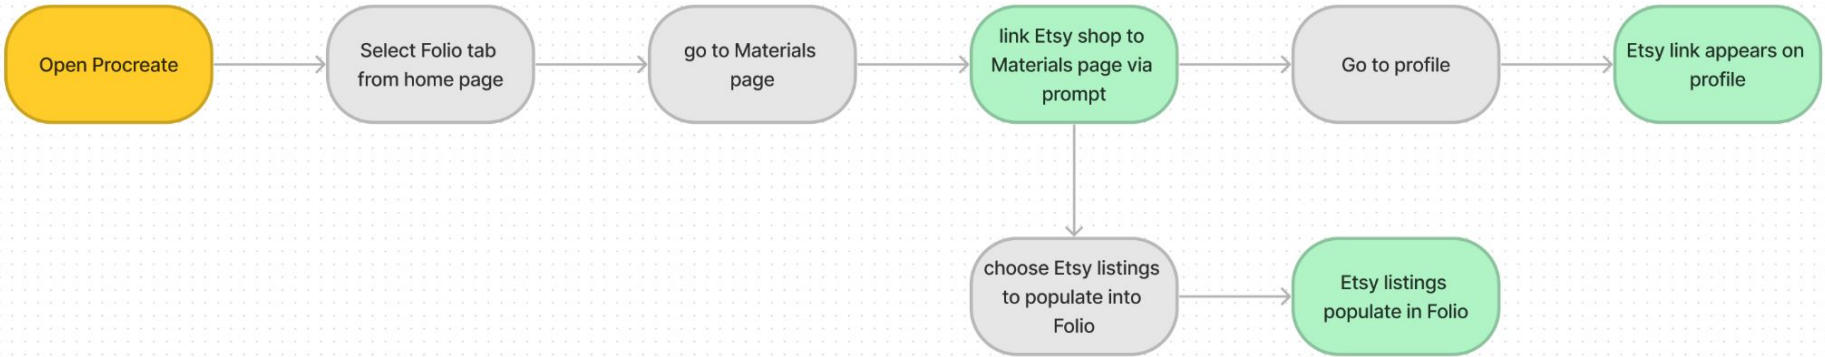 Open Procreate
Select Folio tab
from home page
go to Materials
page
link Etsy shop to
Materials page via
prompt
Go to profile
Etsy link appears on
profile
choose Etsy listings
to populate into
Folio
Etsy listings
populate in Folio